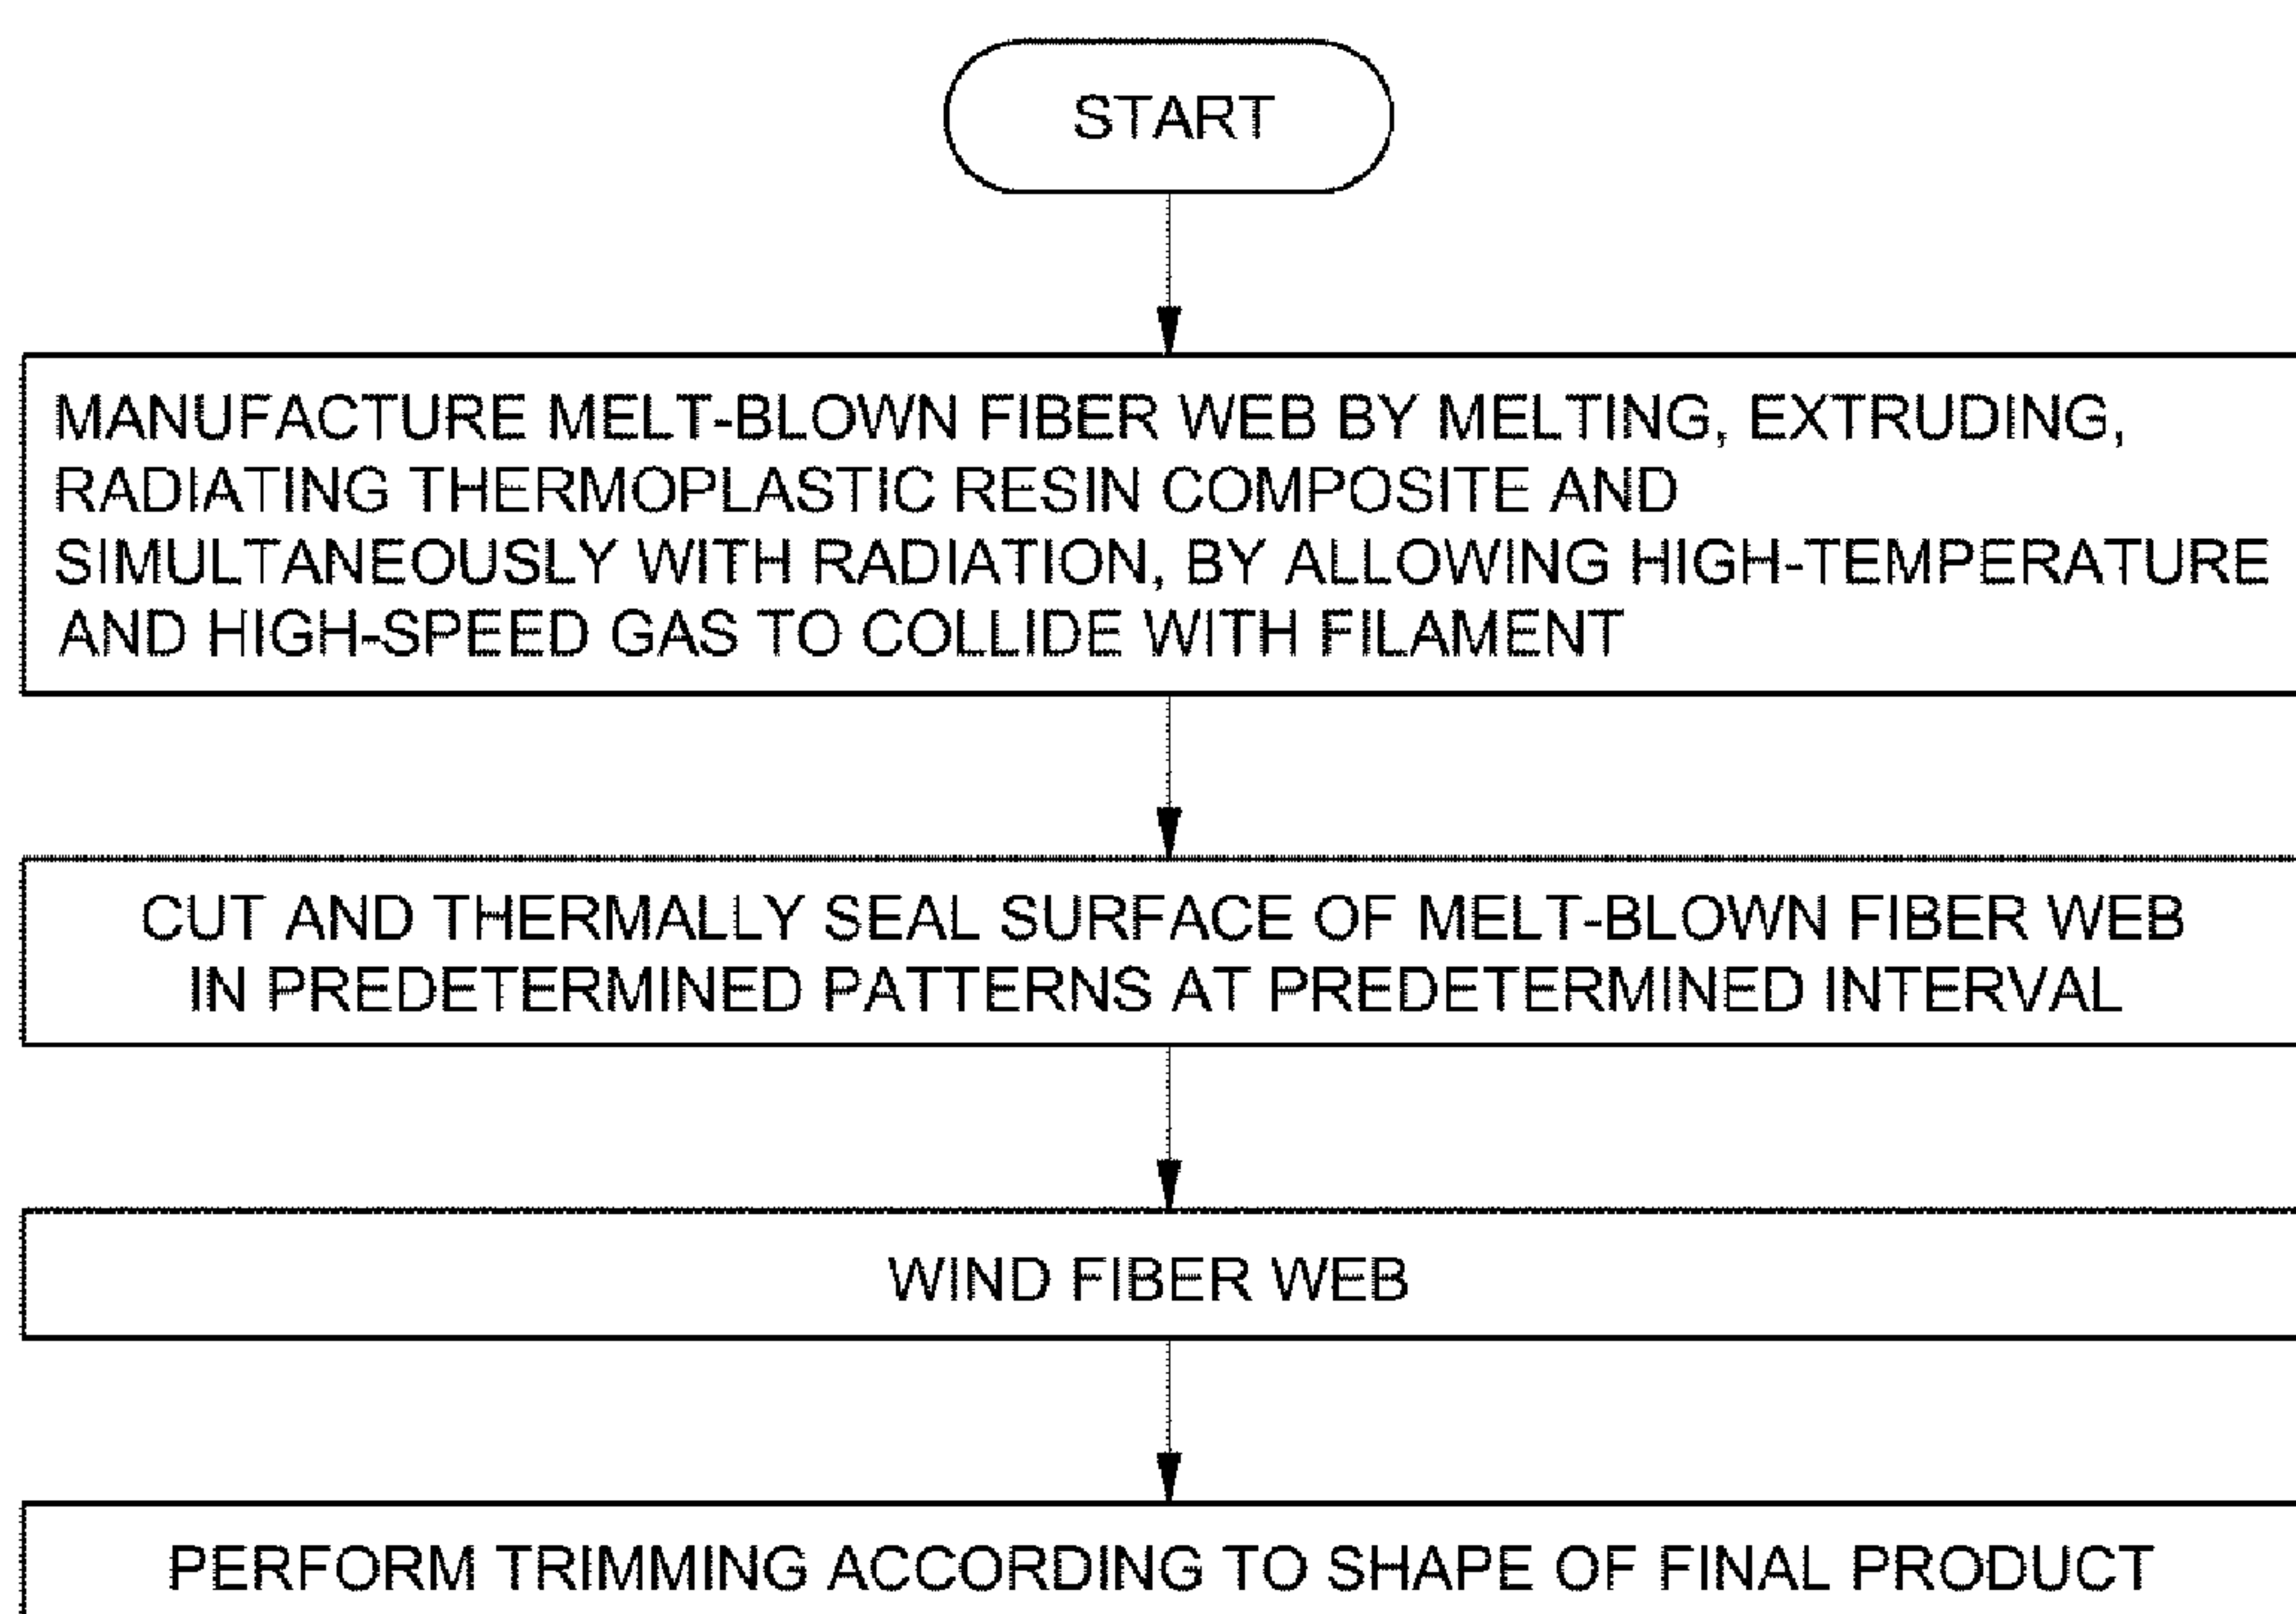 START
MANUFACTURE MELT-BLOWN FIBER WEB BY MELTING, EXTRUDING,
RADIATING THERMOPLASTIC RESIN COMPOSITE AND
SIMULTANEOUSLY WITH RADIATION, BY ALLOWING HIGH-TEMPERATURE
AND HIGH-SPEED GAS TO COLLIDE WITH FILAMENT
CUT AND THERMALLY SEAL SURFACE OF MELT-BLOWN FIBER WEB
IN PREDETERMINED PATTERNS AT PREDETERMINED INTERVAL
WIND FIBER WEB
PERFORM TRIMMING ACCORDING TO SHAPE OF FINAL PRODUCT